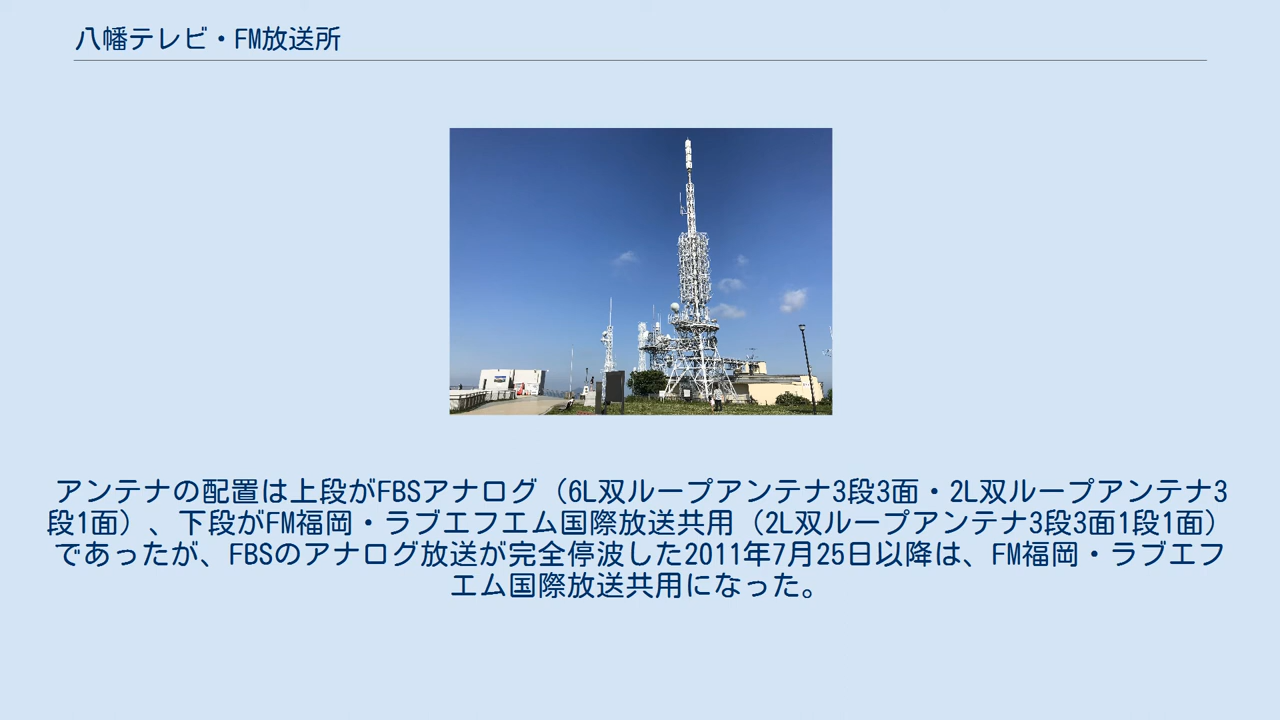 八幡テレビ・FM放送所
アンテナの配置は上段がFBSアナログ（6L双ループアンテナ3段3面・2L双ループアンテナ3
段1面）、下段がFM福岡・ラブエフエム国際放送共用（2L双ループアンテナ3段3面1段1面）
であったが、FBSのアナログ放送が完全停波した2011年7月25日以降は、FM福岡・ラブエフ
エム国際放送共用になった。